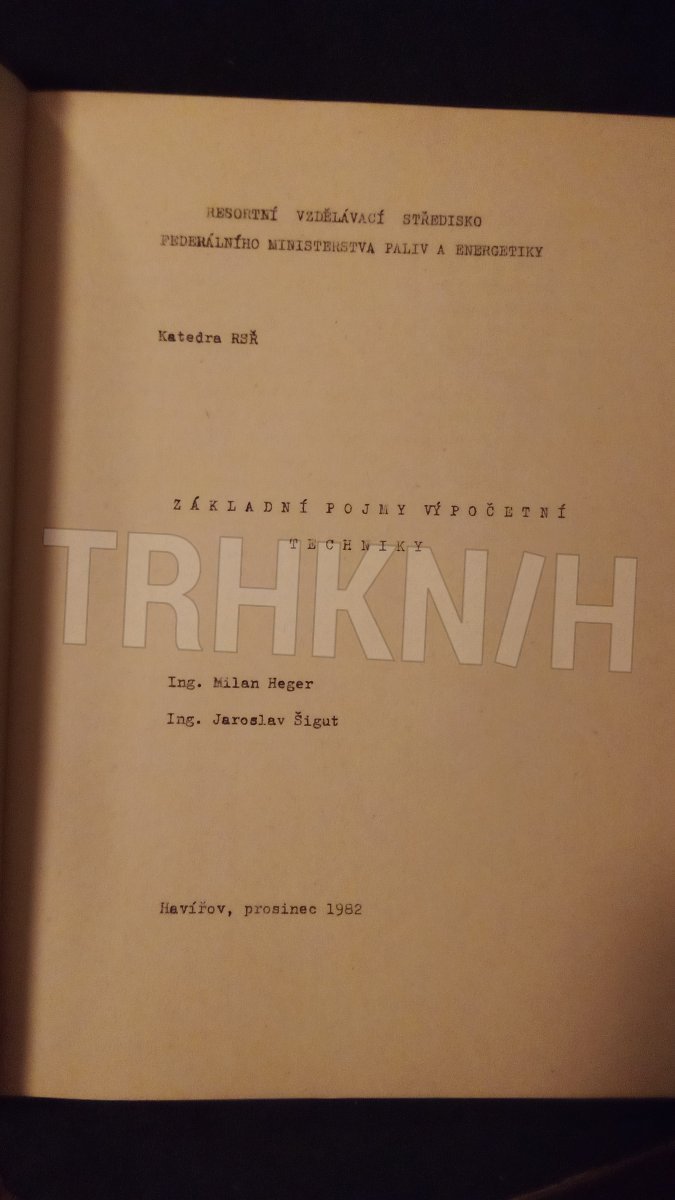 RESORTNÍ VZDĚLÁVACÍ STŘEDISKO
FEDERÁLNÍHO MINISTERSTVA PALIV A ENERGETIKY
Katedra RSŘ
ZÁKLADNÍ POJMY VÝPOČETNÍ
TECHNIKY
TRHKN/H
Ing. Milan Heger
Ing. Jaroslav Šigut
Havířov, prosinec 1982